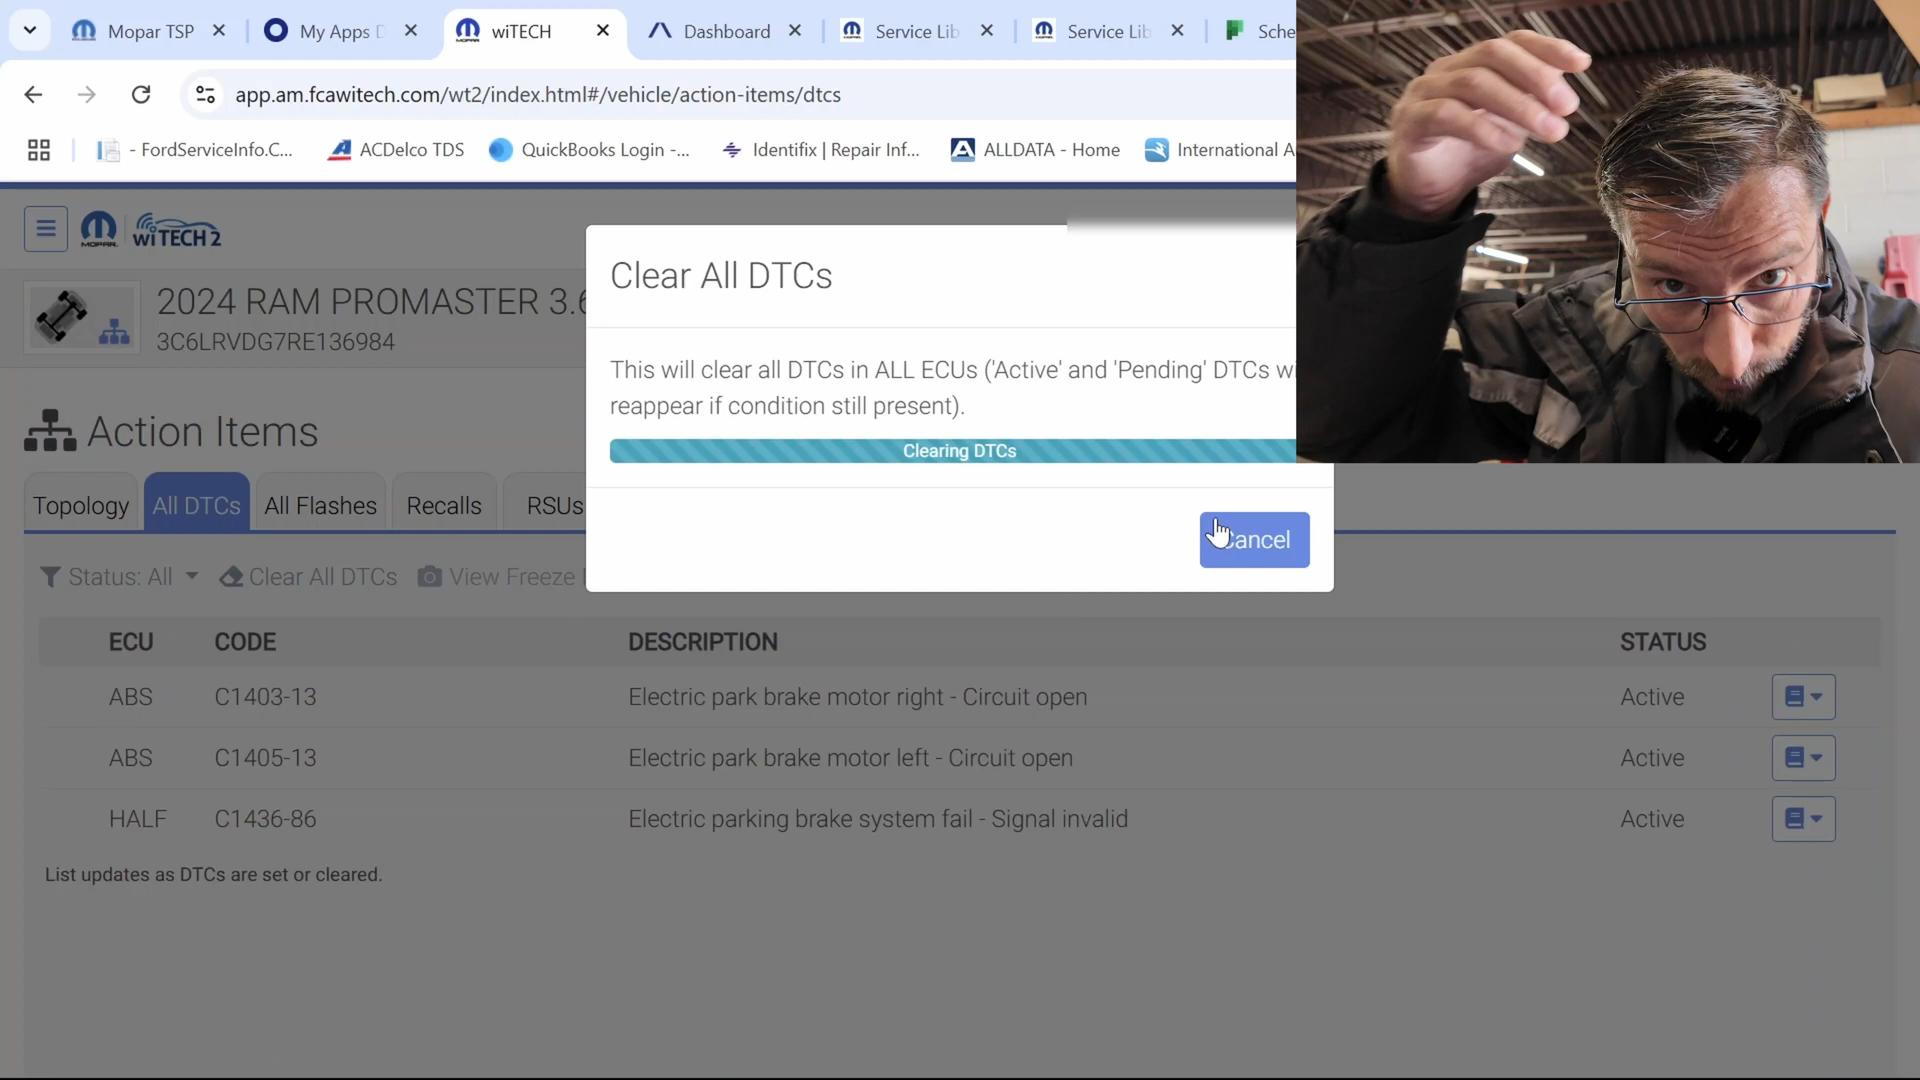 Mopar TSP
My Apps D
wiTECH
Dashboard
Service Lib
Service Lib
Sche
app.am.fcawitech.com/wt2/index.html#/vehicle/action-items/dtcs
- FordServiceInfo.C...
ACDelco TDS
QuickBooks Login -...
Identifix | Repair Inf...
ALLDATA - Home
International A
MOPAR
wiTECH 2
2024 RAM PROMASTER 3.6
3C6LRVDG7RE136984
Clear All DTCs
This will clear all DTCs in ALL ECUs ('Active' and 'Pending' DTCs wi
reappear if condition still present).
Clearing DTCs
Cancel
Action Items
Topology
All DTCs
All Flashes
Recalls
RSUs
Status: All
Clear All DTCs
View Freeze
ECU CODE DESCRIPTION STATUS
ABS C1403-13 Electric park brake motor right - Circuit open Active
ABS C1405-13 Electric park brake motor left - Circuit open Active
HALF C1436-86 Electric parking brake system fail - Signal invalid Active
List updates as DTCs are set or cleared.